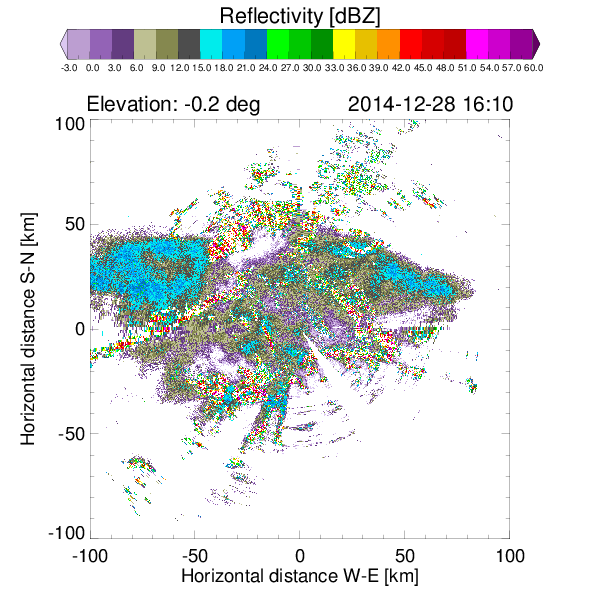 Reflectivity [dBZ]
-3.0 0.0 3.0 6.0 9.0 12.0 15.0 18.0 21.0 24.0 27.0 30.0 33.0 36.0 39.0 42.0 45.0 48.0 51.0 54.0 57.0 60.0
Elevation: -0.2 deg 2014-12-28 16:10
100
50
0
-50
-100
Horizontal distance S-N [km]
-100 -50 0 50 100
Horizontal distance W-E [km]